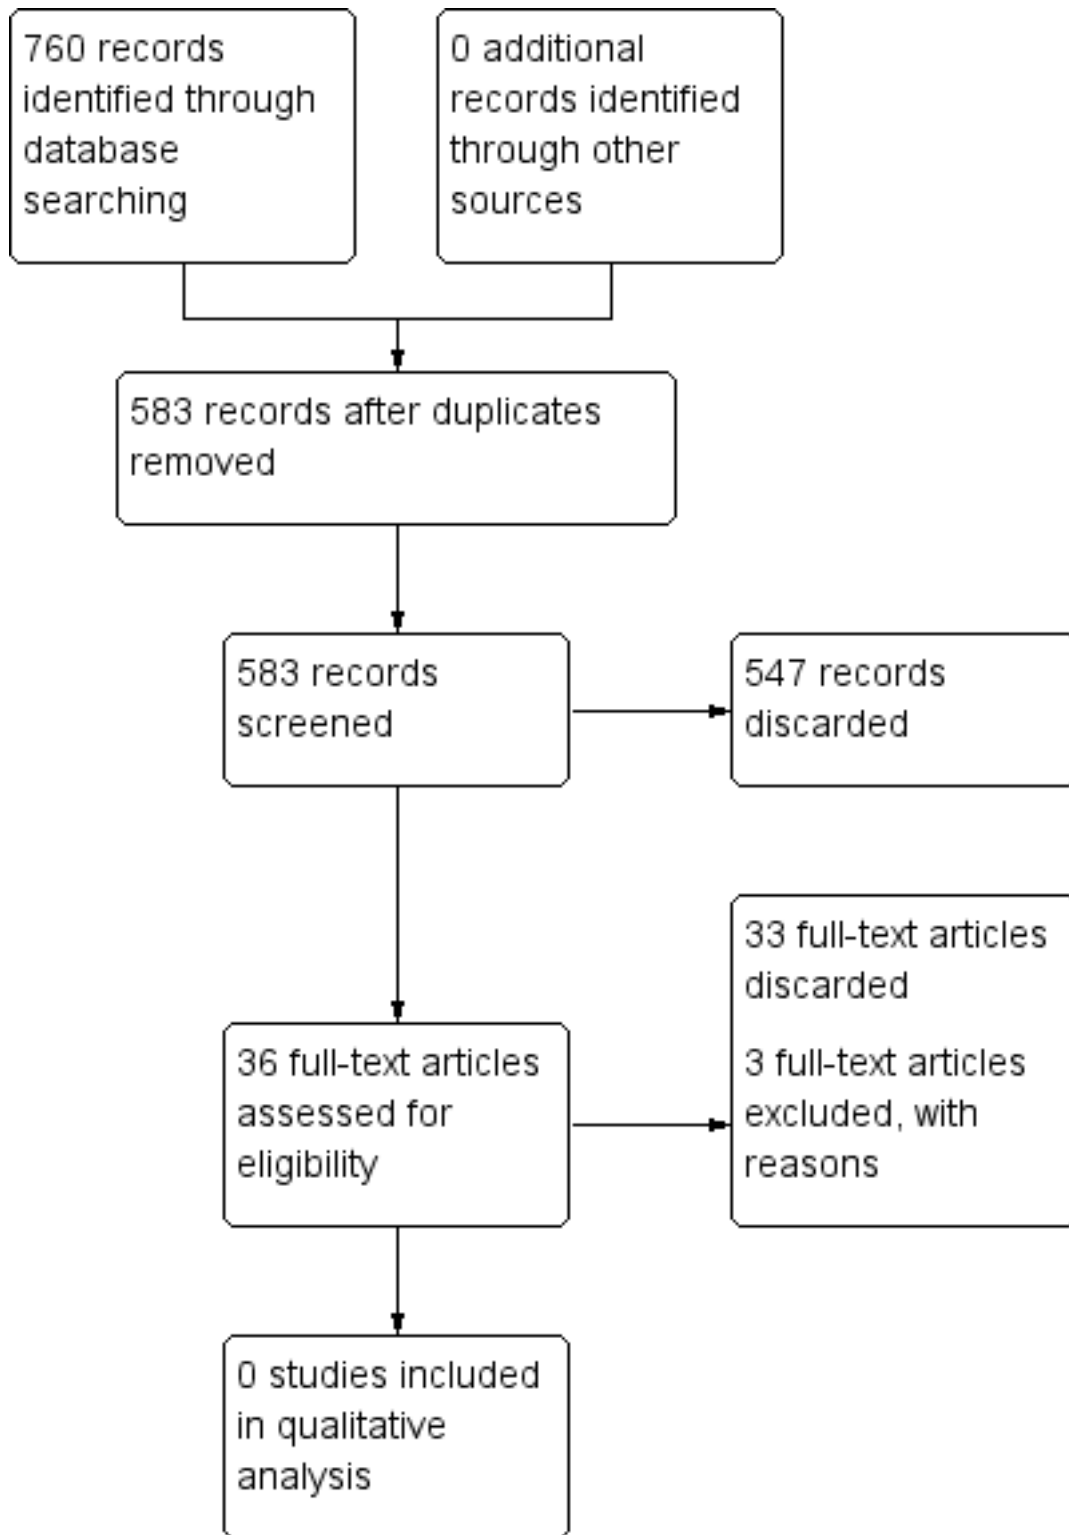 760 records
identified through
database
searching
0 additional
records identified
through other
sources
583 records after duplicates
removed
583 records
screened
547 records
discarded
36 full-text articles
assessed for
eligibility
33 full-text articles
discarded
3 full-text articles
excluded, with
reasons
0 studies included
in qualitative
analysis